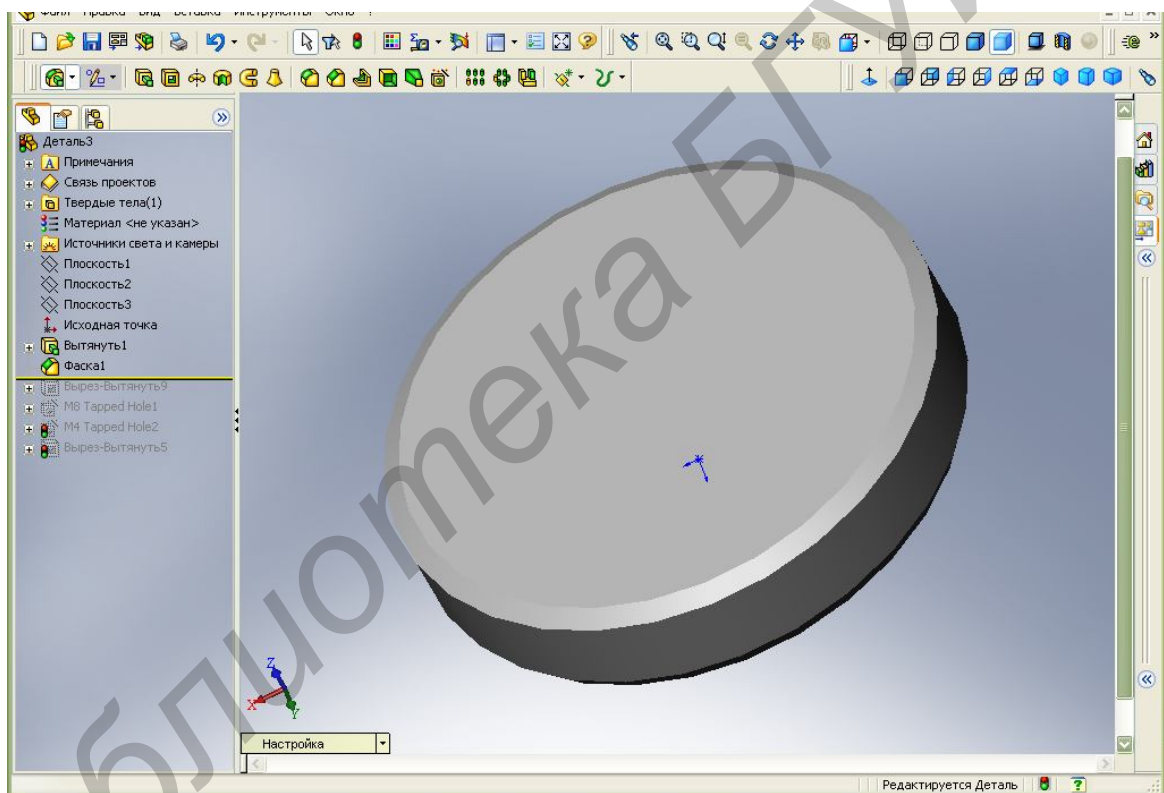 Файл Правка Вид Вставка Инструменты Окно ?
Деталь3
Примечания
Связь проектов
Твердые тела(1)
Материал <не указан>
Источники света и камеры
Плоскость1
Плоскость2
Плоскость3
Исходная точка
Вытянуть1
Фаска1
Вырез-Вытянуть9
M8 Tapped Hole1
M4 Tapped Hole2
Вырез-Вытянуть5
Z
X
Y
Настройка
Редактируется Деталь
блиотека БГУИ